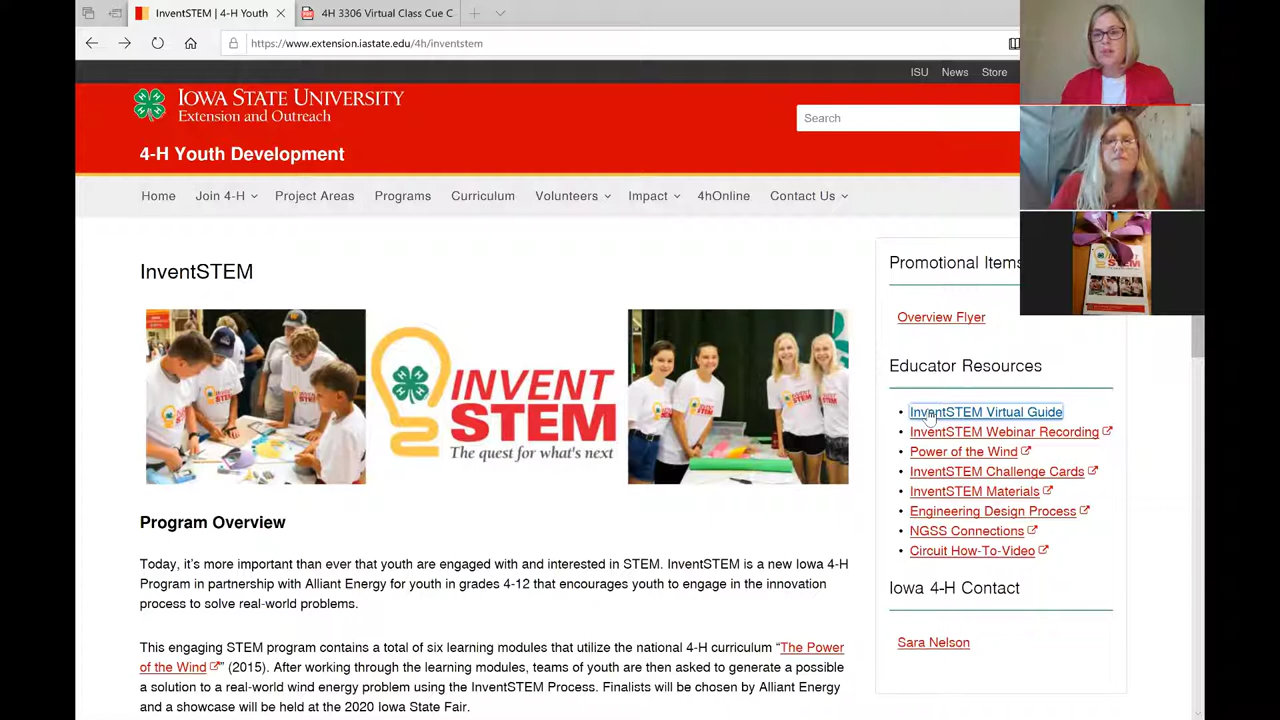 InventSTEM | 4-H Youth
4H 3306 Virtual Class Cue C
https://www.extension.iastate.edu/4h/inventstem
ISU News Store
IOWA STATE UNIVERSITY
Extension and Outreach
Search
4-H Youth Development
Home Join 4-H Project Areas Programs Curriculum Volunteers Impact 4hOnline Contact Us
InventSTEM
INVENT
STEM
The quest for what's next
Program Overview
Today, it's more important than ever that youth are engaged with and interested in STEM. InventSTEM is a new Iowa 4-H
Program in partnership with Alliant Energy for youth in grades 4-12 that encourages youth to engage in the innovation
process to solve real-world problems.
This engaging STEM program contains a total of six learning modules that utilize the national 4-H curriculum “The Power
of the Wind” (2015). After working through the learning modules, teams of youth are then asked to generate a possible
a solution to a real-world wind energy problem using the InventSTEM Process. Finalists will be chosen by Alliant Energy
and a showcase will be held at the 2020 Iowa State Fair.
Promotional Items
Overview Flyer
Educator Resources
• InventSTEM Virtual Guide
• InventSTEM Webinar Recording
• Power of the Wind
• InventSTEM Challenge Cards
• InventSTEM Materials
• Engineering Design Process
• NGSS Connections
• Circuit How-To-Video
Iowa 4-H Contact
Sara Nelson
INVENT
STEM